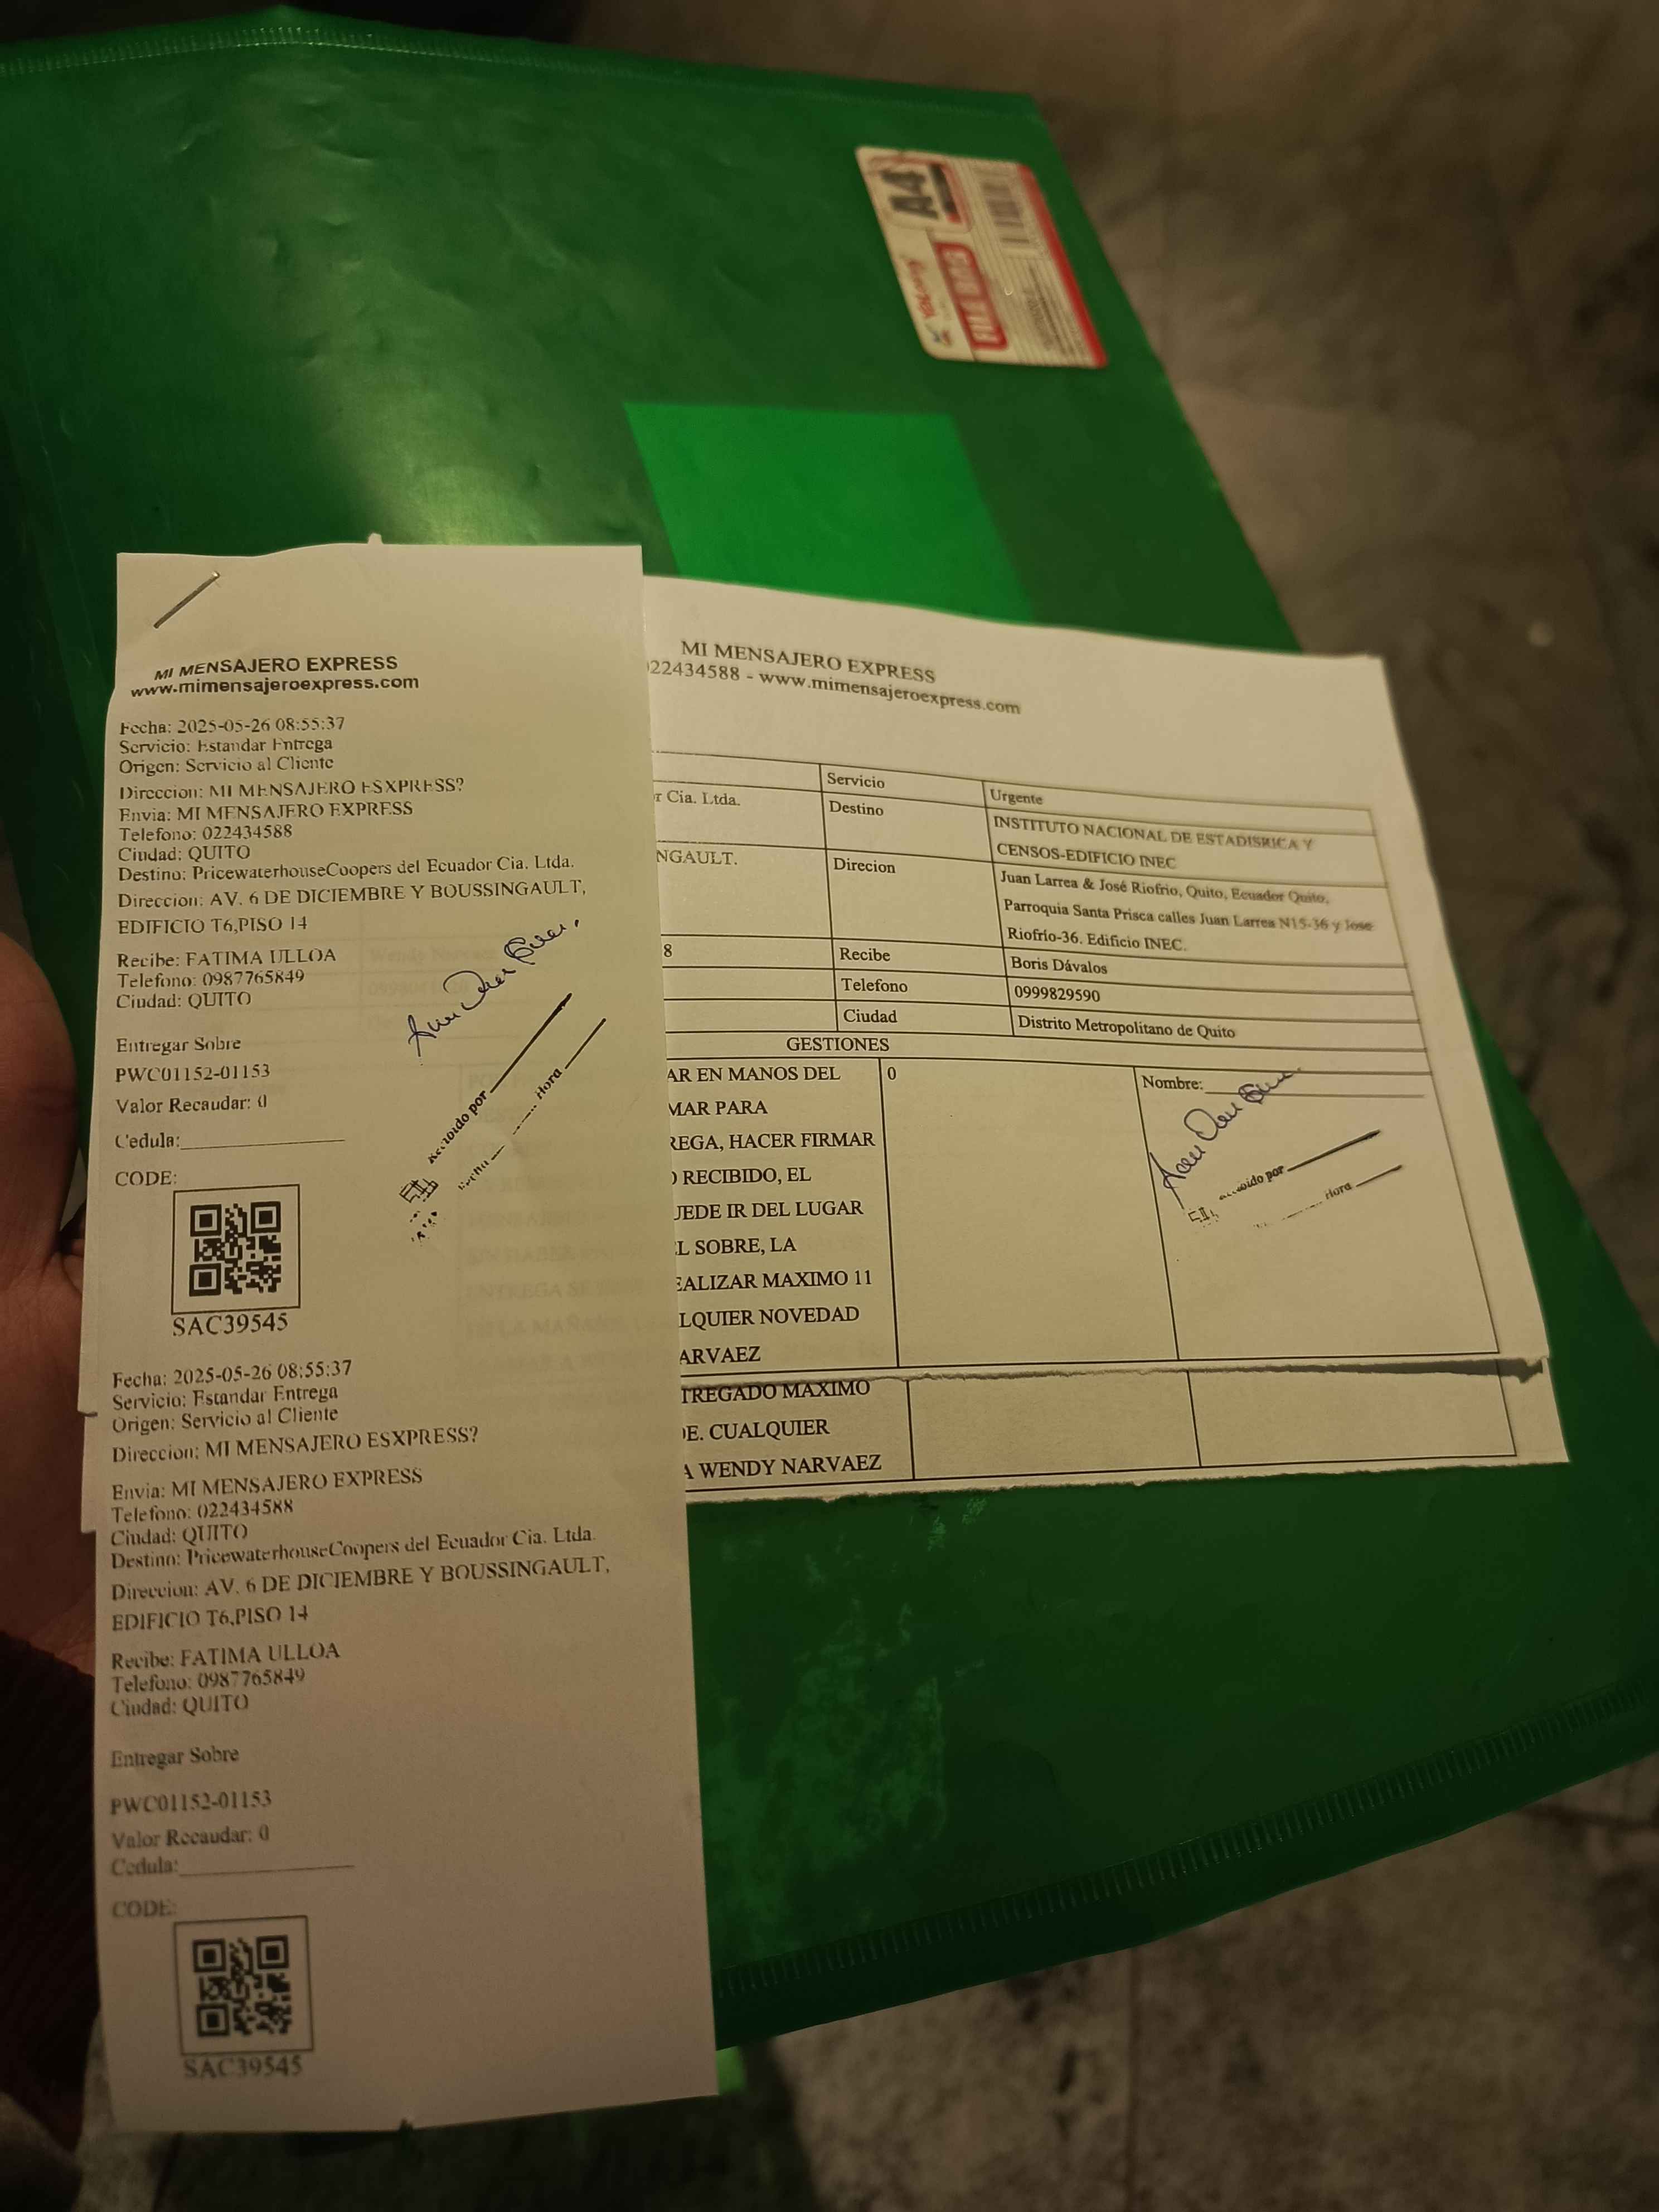 A4
FILE BAG
MI MENSAJERO EXPRESS
www.mimensajeroexpress.com
Fecha: 2025-05-26 08:55:37
Servicio: Estandar Entrega
Origen: Servicio al Cliente
Direccion: MI MENSAJERO ESXPRESS?
Envia: MI MENSAJERO EXPRESS
Telefono: 022434588
Ciudad: QUITO
Destino: PricewaterhouseCoopers del Ecuador Cia. Ltda.
Direccion: AV. 6 DE DICIEMBRE Y BOUSSINGAULT,
EDIFICIO T6,PISO 14
Recibe: FATIMA ULLOA
Telefono: 0987765849
Ciudad: QUITO
Entregar Sobre
PWC01152-01153
Valor Recaudar: 0
Cedula:
CODE:
Recibido por
Fecha Hora
SAC39545
Fecha: 2025-05-26 08:55:37
Servicio: Estandar Entrega
Origen: Servicio al Cliente
Direccion: MI MENSAJERO ESXPRESS?
Envia: MI MENSAJERO EXPRESS
Telefono: 022434588
Ciudad: QUITO
Destino: PricewaterhouseCoopers del Ecuador Cia. Ltda.
Direccion: AV. 6 DE DICIEMBRE Y BOUSSINGAULT,
EDIFICIO T6,PISO 14
Recibe: FATIMA ULLOA
Telefono: 0987765849
Ciudad: QUITO
Entregar Sobre
PWC01152-01153
Valor Recaudar: 0
Cedula:
CODE:
SAC39545
MI MENSAJERO EXPRESS
022434588 - www.mimensajeroexpress.com
Servicio Urgente
r Cia. Ltda. Destino INSTITUTO NACIONAL DE ESTADISRICA Y
CENSOS-EDIFICIO INEC
NGAULT. Direcion Juan Larrea & José Riofrio, Quito, Ecuador Quito,
Parroquia Santa Prisca calles Juan Larrea N15-36 y Jose
Riofrío-36. Edificio INEC.
8 Recibe Boris Dávalos
Telefono 0999829590
Ciudad Distrito Metropolitano de Quito
GESTIONES
AR EN MANOS DEL 0 Nombre:
MAR PARA
REGA, HACER FIRMAR
O RECIBIDO, EL
UEDE IR DEL LUGAR
L SOBRE, LA
EALIZAR MAXIMO 11
LQUIER NOVEDAD
ARVAEZ
ido por
Hora
TREGADO MAXIMO
DE. CUALQUIER
A WENDY NARVAEZ